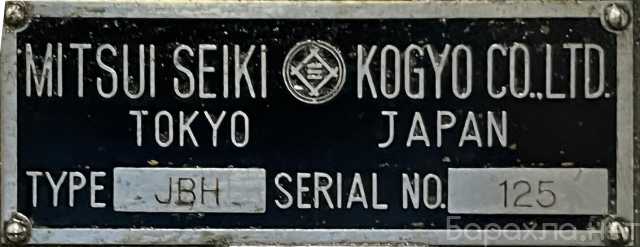 MITSUI SEIKI KOGYO CO.,LTD.
TOKYO JAPAN
TYPE JBH SERIAL NO. 125